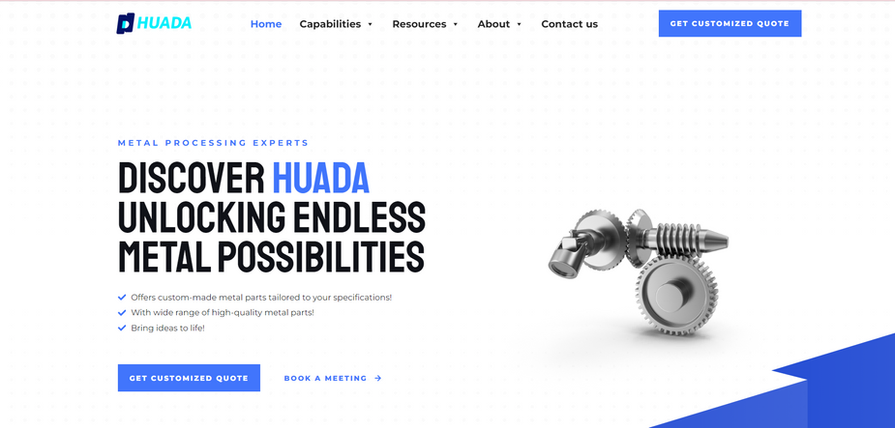 HUADA
Home Capabilities Resources About Contact us
GET CUSTOMIZED QUOTE
METAL PROCESSING EXPERTS
DISCOVER HUADA
UNLOCKING ENDLESS
METAL POSSIBILITIES
Offers custom-made metal parts tailored to your specifications!
With wide range of high-quality metal parts!
Bring ideas to life!
GET CUSTOMIZED QUOTE
BOOK A MEETING →